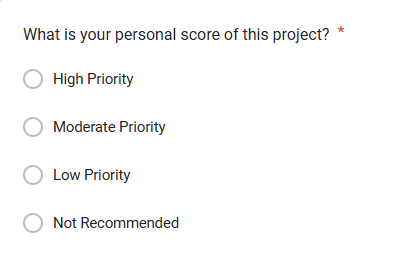 What is your personal score of this project? *
High Priority
Moderate Priority
Low Priority
Not Recommended